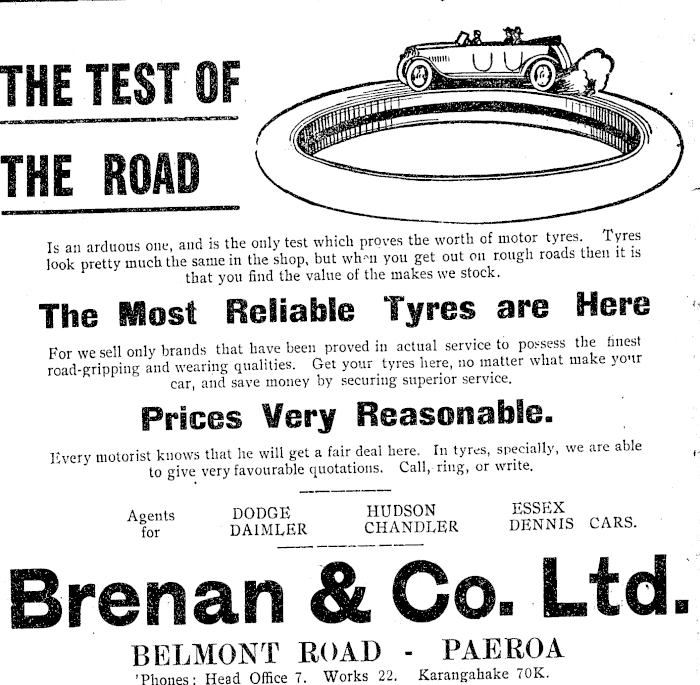 THE TEST OF
THE ROAD
Is an arduous one, and is the only test which proves the worth of motor tyres. Tyres
look pretty much the same in the shop, but when you get out on rough roads then it is
that you find the value of the makes we stock.
The Most Reliable Tyres are Here
For we sell only brands that have been proved in actual service to possess the finest
road-gripping and wearing qualities. Get your tyres here, no matter what make your
car, and save money by securing superior service.
Prices Very Reasonable.
Every motorist knows that he will get a fair deal here. In tyres, specially, we are able
to give very favourable quotations. Call, ring, or write.
Agents for
DODGE HUDSON ESSEX
DAIMLER CHANDLER DENNIS CARS.
Brenan & Co. Ltd.
BELMONT ROAD - PAEROA
'Phones: Head Office 7. Works 22. Karangahake 70K.